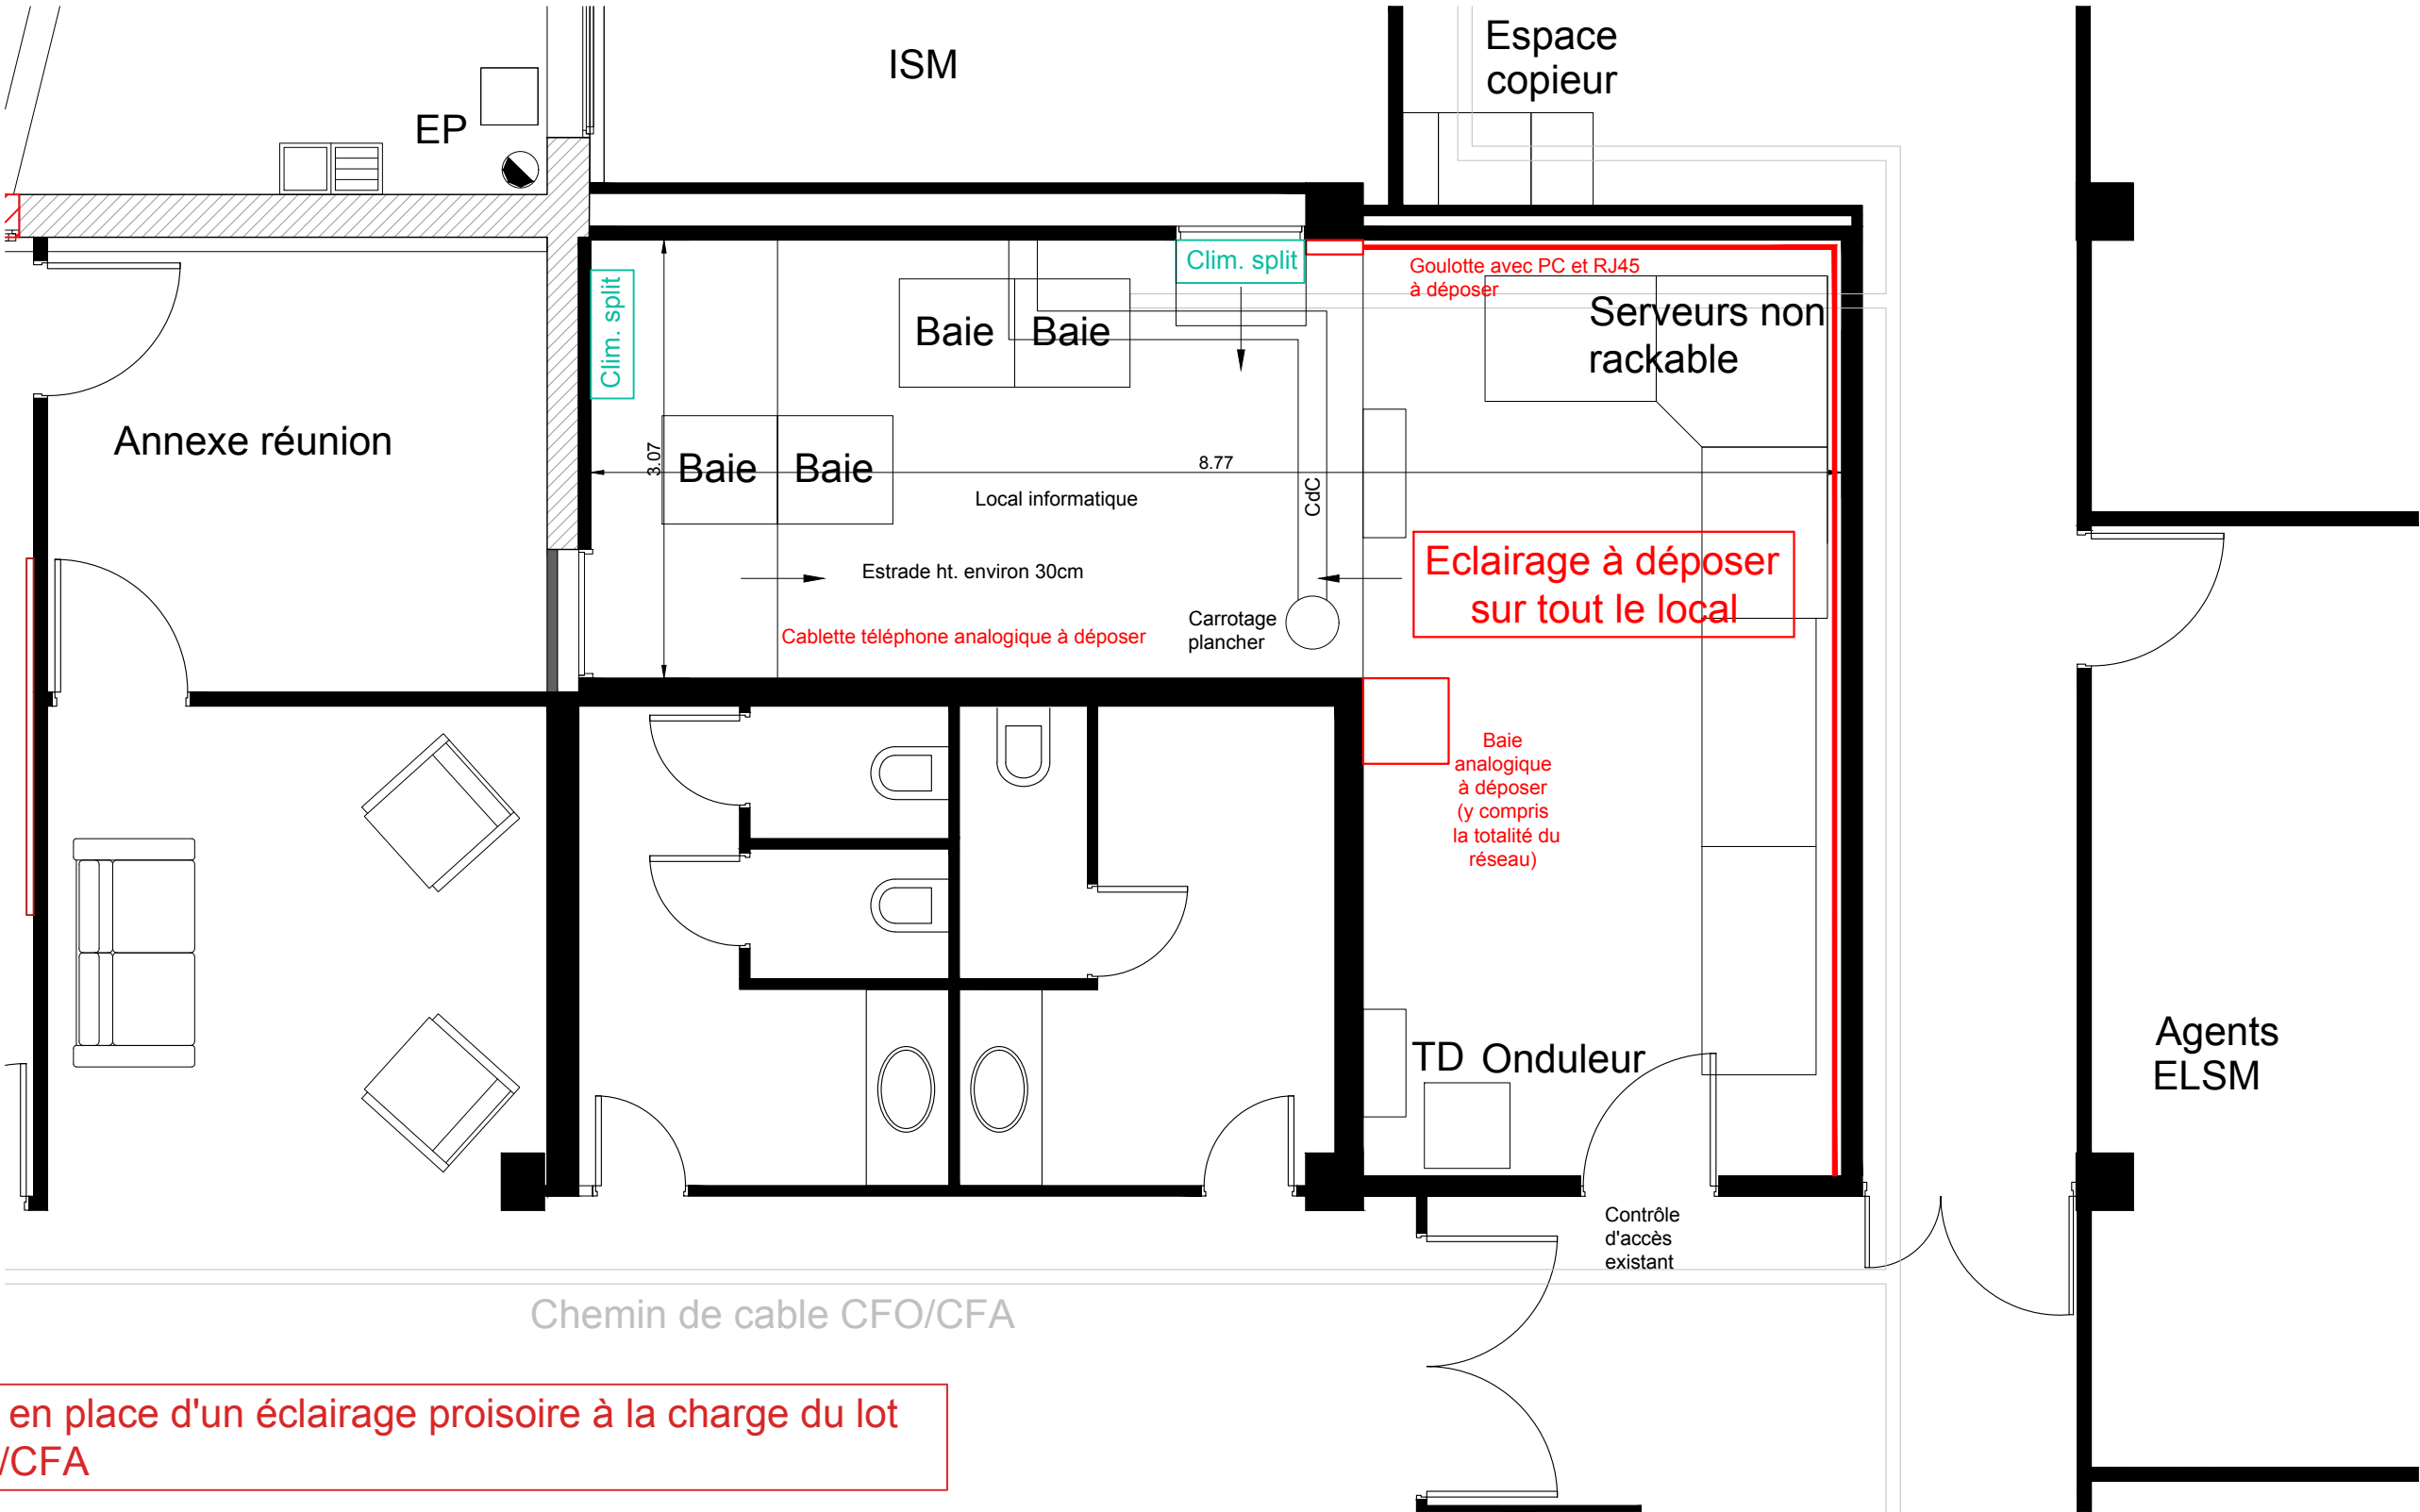 ISM
Espace
copieur
EP
Clim. split
Clim. split
Goulotte avec PC et RJ45
à déposer
Serveurs non
rackable
Baie
Baie
Annexe réunion
3.07
Baie
Baie
8.77
Local informatique
CdC
Estrade ht. environ 30cm
Eclairage à déposer
sur tout le local
Cablette téléphone analogique à déposer
Carrotage
plancher
Baie
analogique
à déposer
(y compris
la totalité du
réseau)
TD
Onduleur
Agents
ELSM
Contrôle
d'accès
existant
Chemin de cable CFO/CFA
en place d'un éclairage proisoire à la charge du lot
/CFA